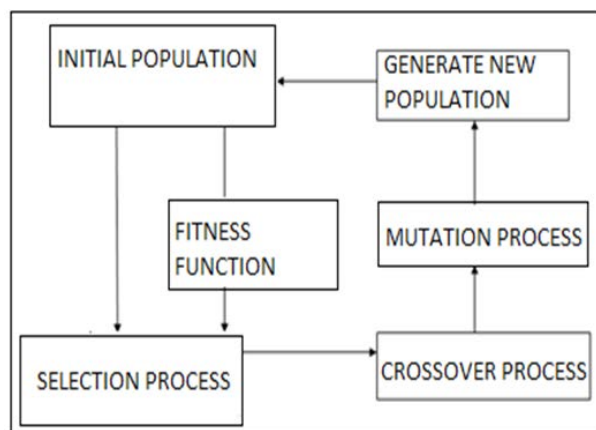 INITIAL POPULATION
GENERATE NEW
POPULATION
FITNESS
FUNCTION
MUTATION PROCESS
SELECTION PROCESS
CROSSOVER PROCESS